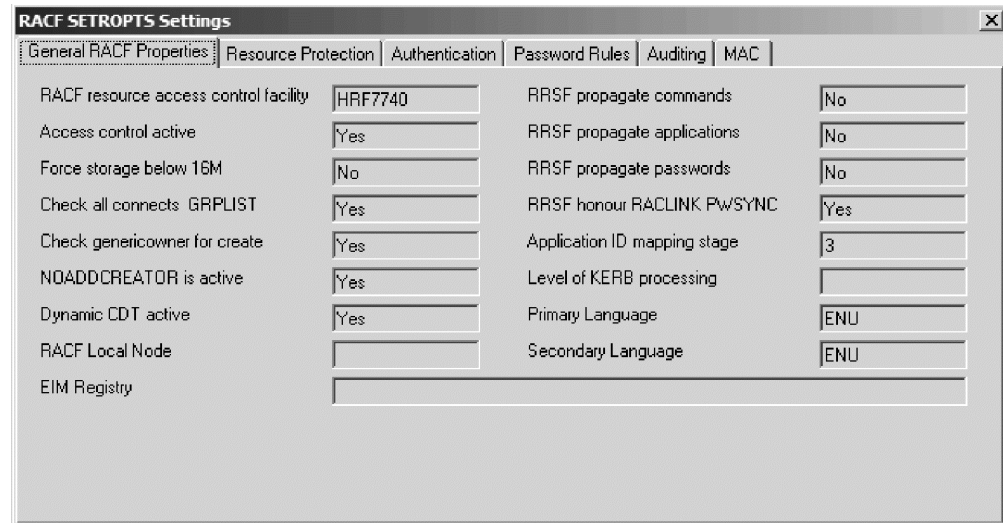 RACF SETROPTS Settings
General RACF Properties Resource Protection Authentication Password Rules Auditing MAC
RACF resource access control facility HRF7740 RRSF propagate commands No
Access control active Yes RRSF propagate applications No
Force storage below 16M No RRSF propagate passwords No
Check all connects GRPLIST Yes RRSF honour RACLINK PWSYNC Yes
Check genericowner for create Yes Application ID mapping stage 3
NOADDCREATOR is active Yes Level of KERB processing
Dynamic CDT active Yes Primary Language ENU
RACF Local Node Secondary Language ENU
EIM Registry